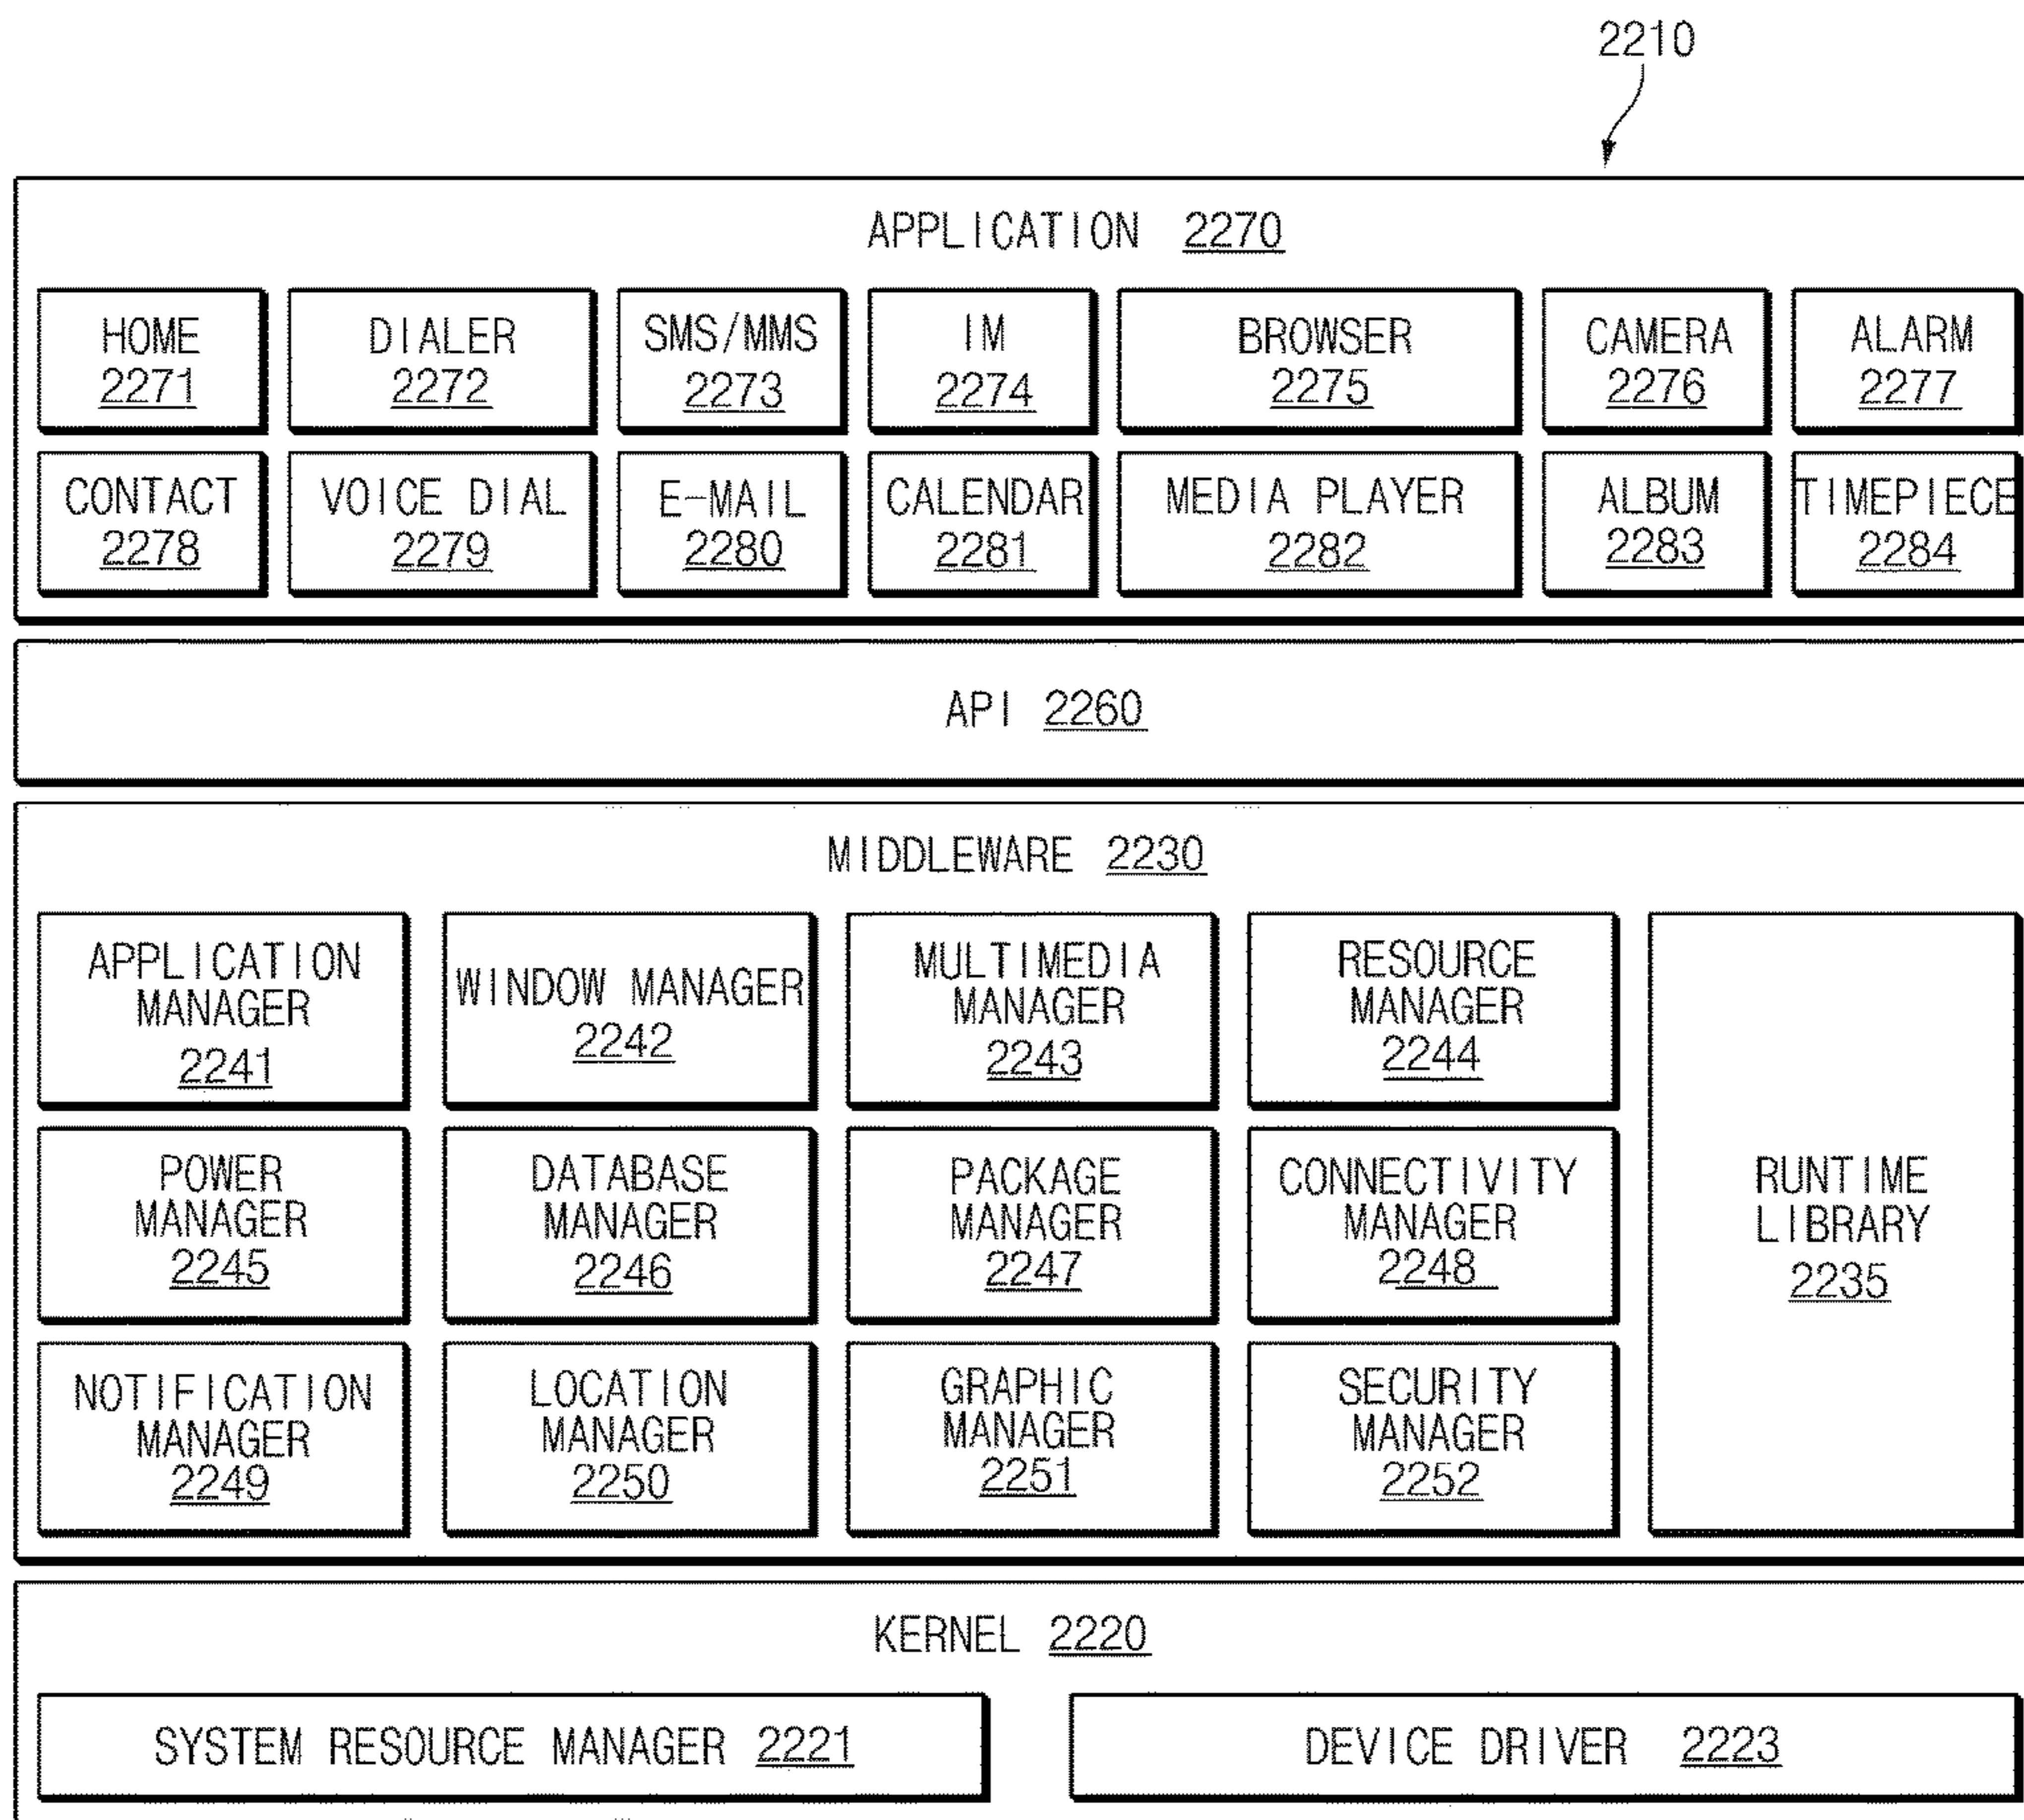 2210
APPLICATION 2270
HOME
2271
DIALER
2272
SMS/MMS
2273
IM
2274
BROWSER
2275
CAMERA
2276
ALARM
2277
CONTACT
2278
VOICE DIAL
2279
E-MAIL
2280
CALENDAR
2281
MEDIA PLAYER
2282
ALBUM
2283
TIMEPIECE
2284
API 2260
MIDDLEWARE 2230
APPLICATION
MANAGER
2241
WINDOW MANAGER
2242
MULTIMEDIA
MANAGER
2243
RESOURCE
MANAGER
2244
POWER
MANAGER
2245
DATABASE
MANAGER
2246
PACKAGE
MANAGER
2247
CONNECTIVITY
MANAGER
2248
RUNTIME
LIBRARY
2235
NOTIFICATION
MANAGER
2249
LOCATION
MANAGER
2250
GRAPHIC
MANAGER
2251
SECURITY
MANAGER
2252
KERNEL 2220
SYSTEM RESOURCE MANAGER 2221
DEVICE DRIVER 2223